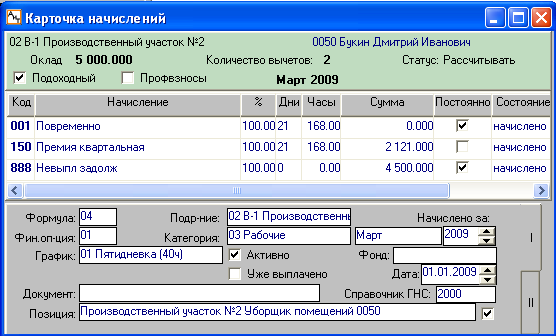 Карточка начислений
02 В-1 Производственный участок №2 0050 Букин Дмитрий Иванович
Оклад 5 000.000 Количество вычетов: 2 Статус: Рассчитывать
Подоходный Профвзносы Март 2009
Код Начисление % Дни Часы Сумма Постоянно Состояние
001 Повременно 100.00 21 168.00 0.000 начислено
150 Премия квартальная 100.00 21 168.00 2 121.000 начислено
888 Невыпл задолж 100.00 0 0.00 4 500.000 начислено
Формула: 04 Подр-ние: 02 В-1 Производственны Начислено за:
Фин.оп-ция: 01 Категория: 03 Рабочие Март 2009 I
График: 01 Пятидневка (40ч) Активно Фонд:
Уже выплачено Дата: 01.01.2009
Документ: Справочник ГНС: 2000 II
Позиция: Производственный участок №2 Уборщик помещений 0050